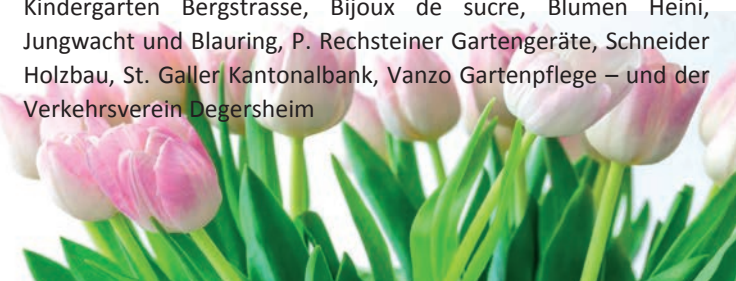 Kindergarten Bergstrasse, Bijoux de sucre, Blumen Heini,
Jungwacht und Blauring, P. Rechsteiner Gartengeräte, Schneider
Holzbau, St. Galler Kantonalbank, Vanzo Gartenpflege – und der
Verkehrsverein Degersheim